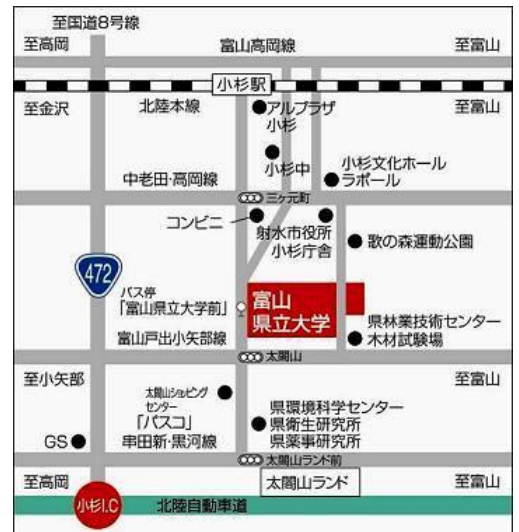 至国道8号線
至高岡
富山高岡線
至富山
小杉駅
至金沢
北陸本線
アルプラザ
小杉
至富山
小杉中
小杉文化ホール
ラポール
中老田・高岡線
三ヶ元町
コンビニ
射水市役所
小杉庁舎
歌の森運動公園
472
バス停
「富山県立大学前」
富山
県立大学
富山戸出小矢部線
県林業技術センター
木材試験場
太閤山
至小矢部
至富山
太閤山ショッピング
センター
「パスコ」
県環境科学センター
県衛生研究所
県薬事研究所
GS
串田新・黒河線
太閤山ランド前
至高岡
太閤山ランド
至富山
小杉I.C
北陸自動車道